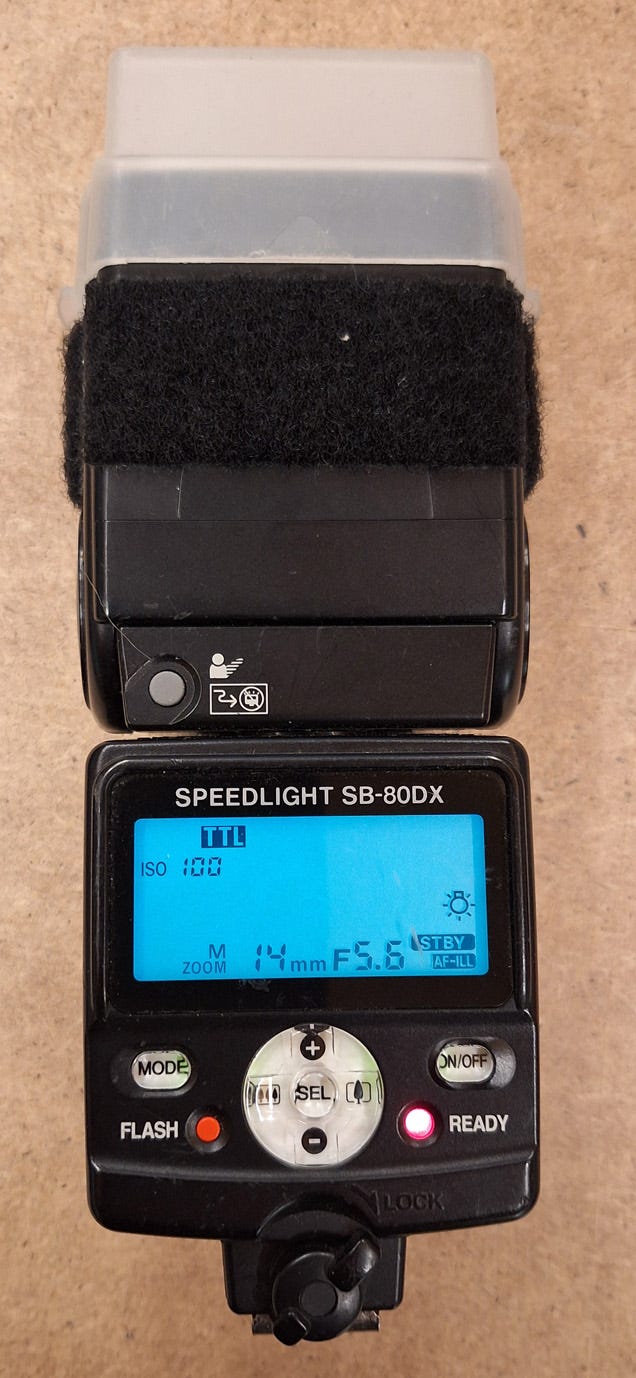 SPEEDLIGHT SB-80DX
TTL
ISO 100
STBY
M
ZOOM 14mm F5.6 AF-ILL
MODE
+
SEL
-
ON/OFF
FLASH
READY
LOCK